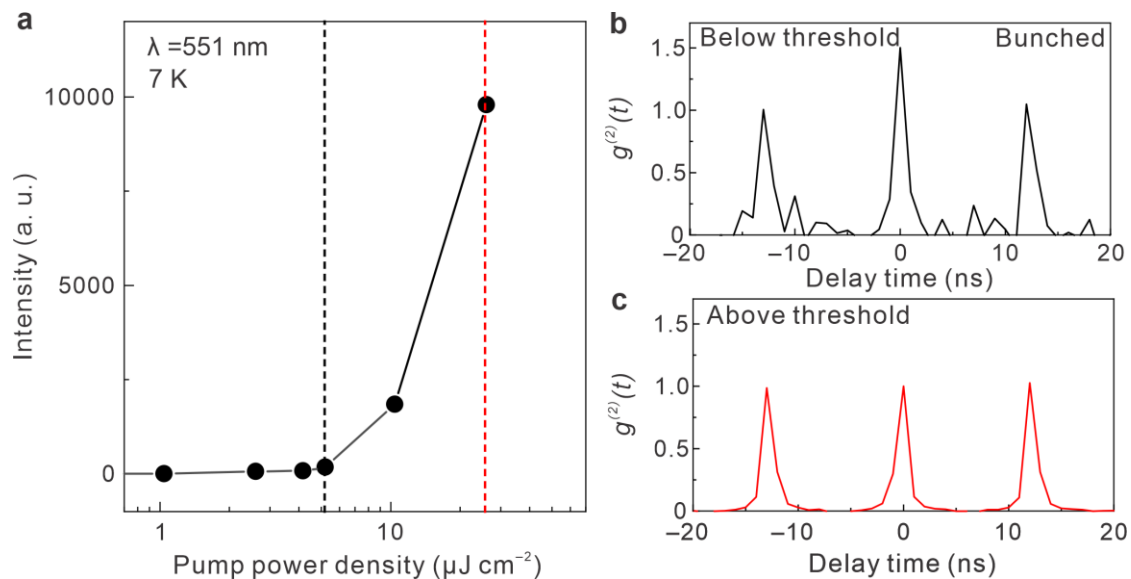 a
λ =551 nm
7 K
10000
5000
0
Intensity (a. u.)
1
10
Pump power density (µJ cm⁻²)
b
Below threshold
Bunched
1.5
1.0
0.5
0
g⁽²⁾(t)
−20
−10
0
10
20
Delay time (ns)
c
Above threshold
1.5
1.0
0.5
0
g⁽²⁾(t)
−20
−10
0
10
20
Delay time (ns)